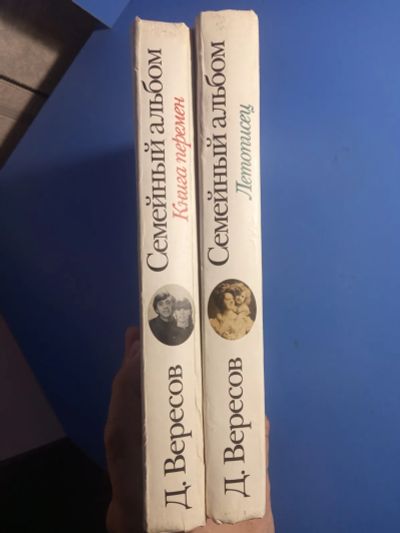 Д. Вересов Семейный альбом
Книга перемен
Д. Вересов Семейный альбом
Летописец